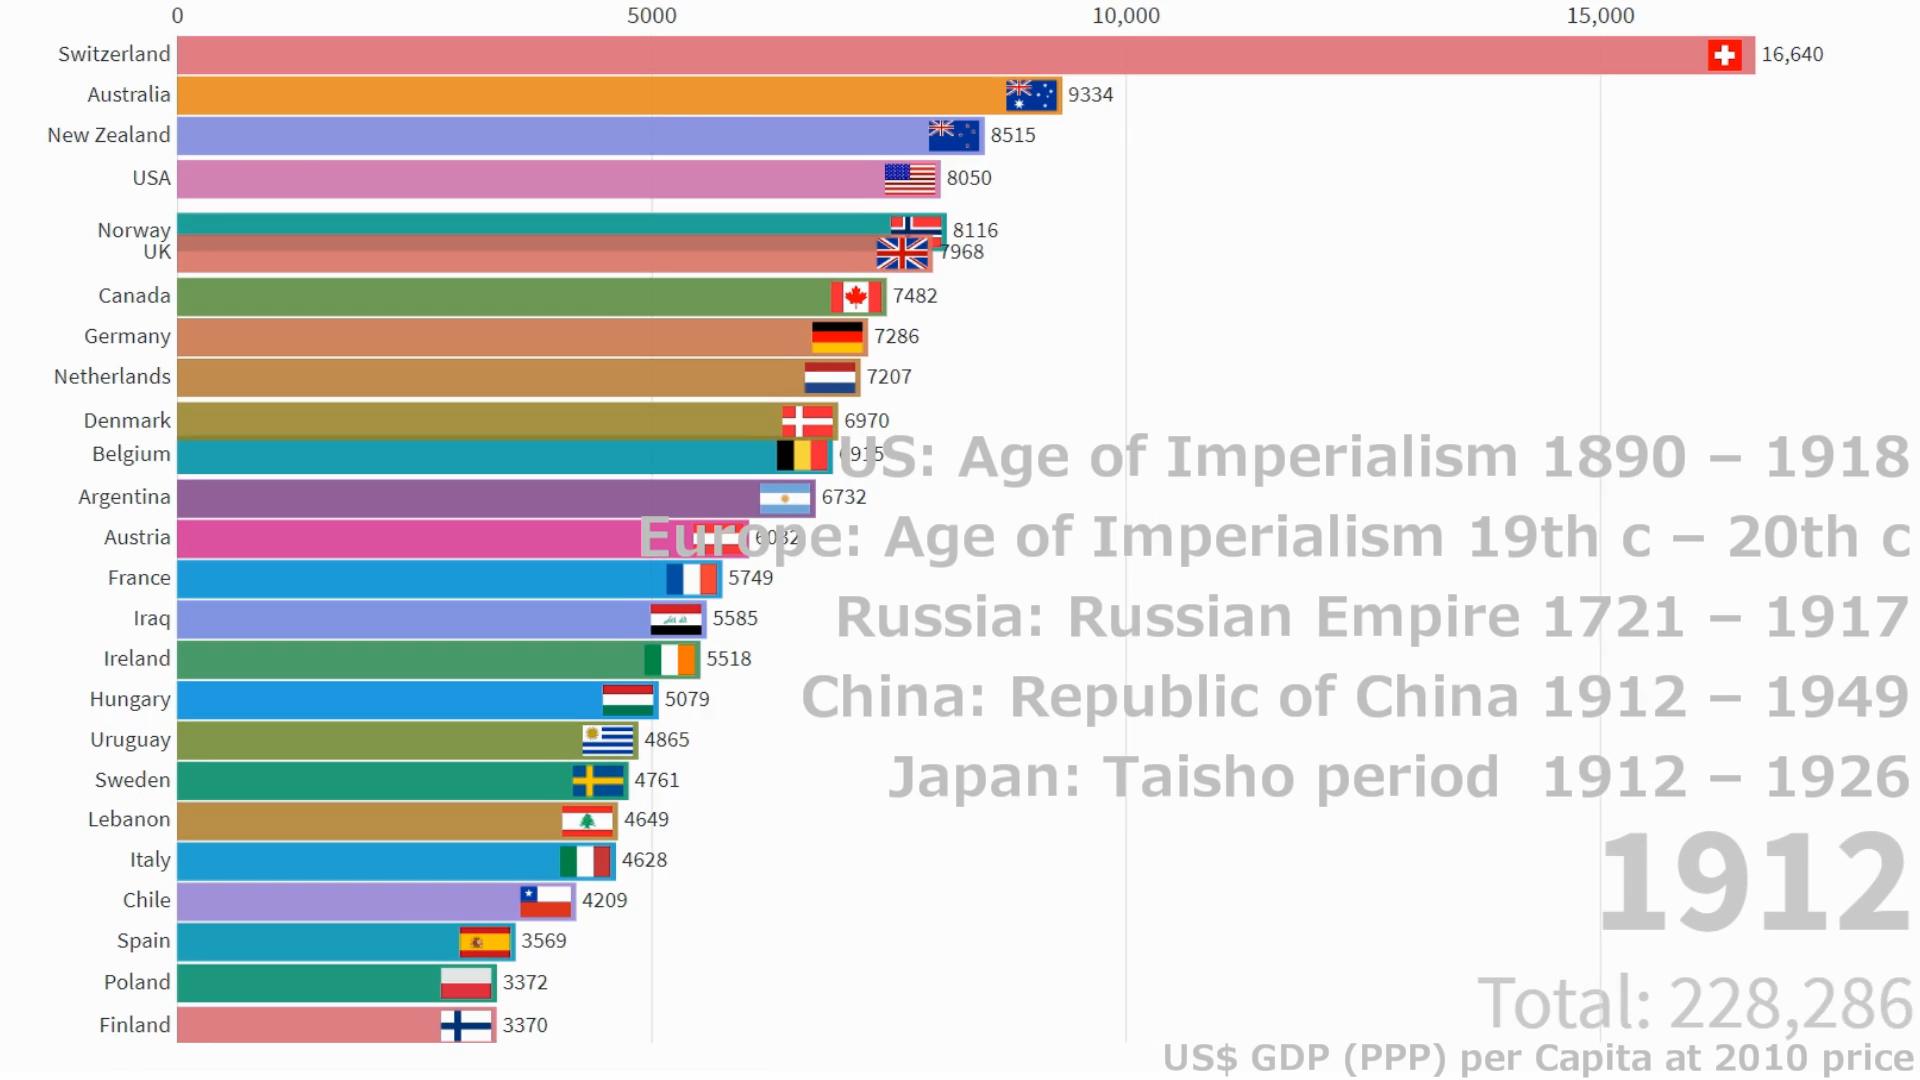 0 5000 10,000 15,000
Switzerland 16,640
Australia 9334
New Zealand 8515
USA 8050
Norway 8116
UK 7968
Canada 7482
Germany 7286
Netherlands 7207
Denmark 6970
Belgium 6915
US: Age of Imperialism 1890 – 1918
Argentina 6732
Austria 6032
Europe: Age of Imperialism 19th c – 20th c
France 5749
Iraq 5585
Russia: Russian Empire 1721 – 1917
Ireland 5518
Hungary 5079
China: Republic of China 1912 – 1949
Uruguay 4865
Sweden 4761
Japan: Taisho period 1912 – 1926
Lebanon 4649
Italy 4628
Chile 4209
1912
Spain 3569
Poland 3372
Total: 228,286
Finland 3370
US$ GDP (PPP) per Capita at 2010 price